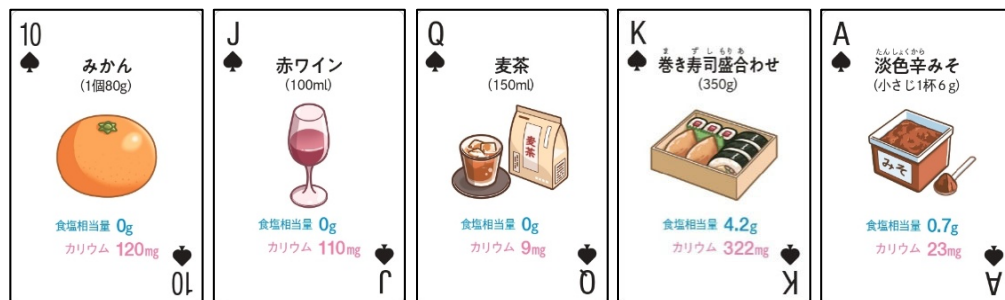 10
みかん
(1個80g)
食塩相当量 0g
カリウム 120mg
10
J
赤ワイン
(100ml)
食塩相当量 0g
カリウム 110mg
J
Q
麦茶
(150ml)
麦茶
食塩相当量 0g
カリウム 9mg
Q
K
まずしもりあ
巻き寿司盛合わせ
(350g)
食塩相当量 4.2g
カリウム 322mg
K
A
たんしょくから
淡色辛みそ
(小さじ1杯6g)
みそ
食塩相当量 0.7g
カリウム 23mg
A